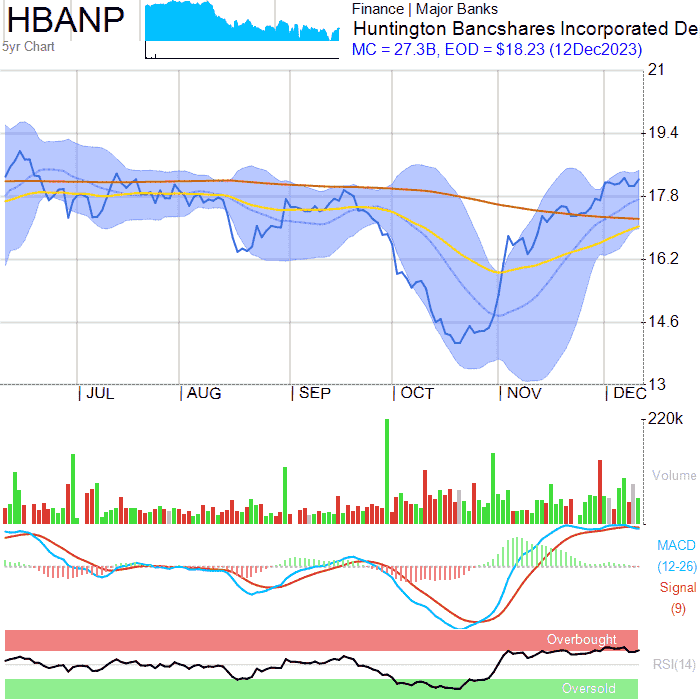 HBANP
5yr Chart
Finance | Major Banks
Huntington Bancshares Incorporated De
MC = 27.3B, EOD = $18.23 (12Dec2023)
21
19.4
17.8
16.2
14.6
13
JUL
AUG
SEP
OCT
NOV
DEC
220k
Volume
MACD
(12-26)
Signal
(9)
Overbought
RSI(14)
Oversold